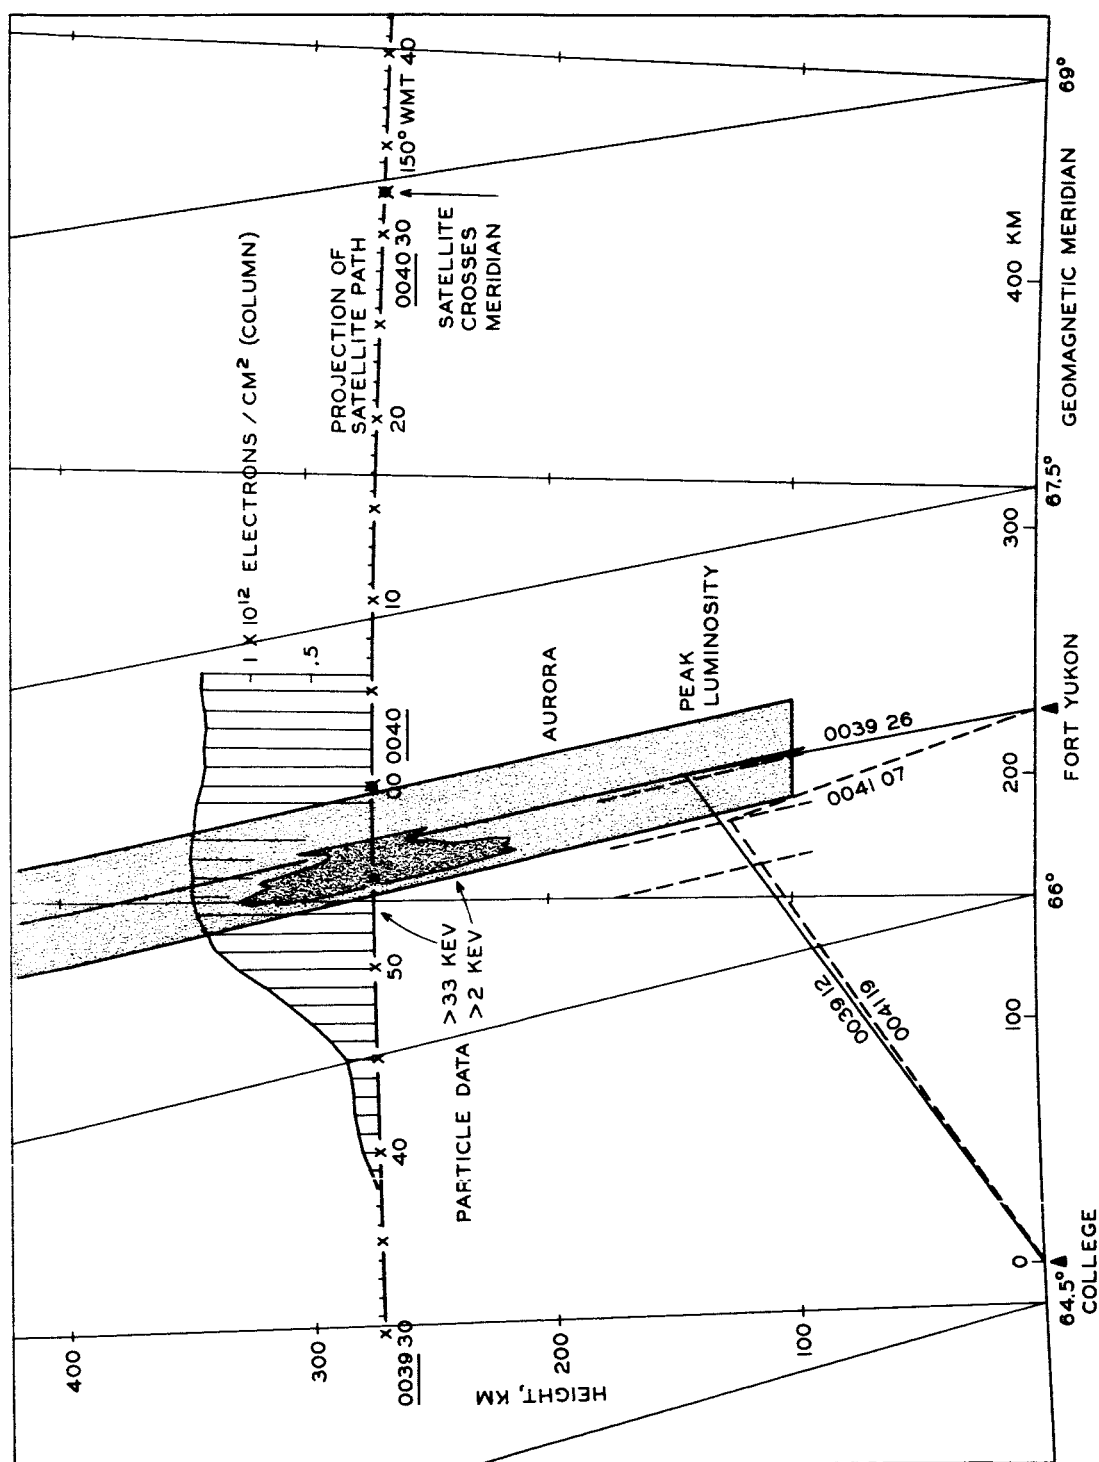 1 X 10¹² ELECTRONS / CM² (COLUMN)
.5
PROJECTION OF
SATELLITE PATH
400
300
200
100
HEIGHT, KM
0039 30
40
50
00 0040
10
20
0040 30
150° WMT 40
SATELLITE
CROSSES
MERIDIAN
PARTICLE DATA >33 KEV
>2 KEV
AURORA
PEAK
LUMINOSITY
0039 26
0041 07
0039 12
0041 19
0
100
200
300
400 KM
64.5°
66°
67.5°
69°
COLLEGE
FORT YUKON
GEOMAGNETIC MERIDIAN